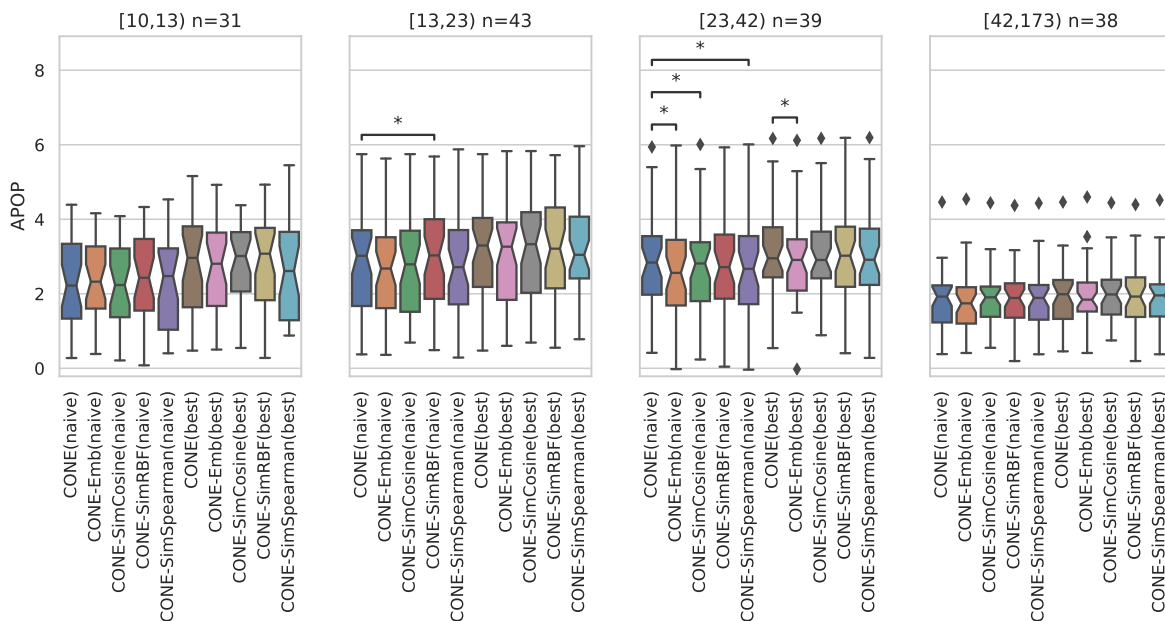 [10,13) n=31
[13,23) n=43
[23,42) n=39
[42,173) n=38
APOP
8
6
4
2
0
*
*
*
*
*
CONE(naive)
CONE-Emb(naive)
CONE-SimCosine(naive)
CONE-SimRBF(naive)
CONE-SimSpearman(naive)
CONE(best)
CONE-Emb(best)
CONE-SimCosine(best)
CONE-SimRBF(best)
CONE-SimSpearman(best)
CONE(naive)
CONE-Emb(naive)
CONE-SimCosine(naive)
CONE-SimRBF(naive)
CONE-SimSpearman(naive)
CONE(best)
CONE-Emb(best)
CONE-SimCosine(best)
CONE-SimRBF(best)
CONE-SimSpearman(best)
CONE(naive)
CONE-Emb(naive)
CONE-SimCosine(naive)
CONE-SimRBF(naive)
CONE-SimSpearman(naive)
CONE(best)
CONE-Emb(best)
CONE-SimCosine(best)
CONE-SimRBF(best)
CONE-SimSpearman(best)
CONE(naive)
CONE-Emb(naive)
CONE-SimCosine(naive)
CONE-SimRBF(naive)
CONE-SimSpearman(naive)
CONE(best)
CONE-Emb(best)
CONE-SimCosine(best)
CONE-SimRBF(best)
CONE-SimSpearman(best)